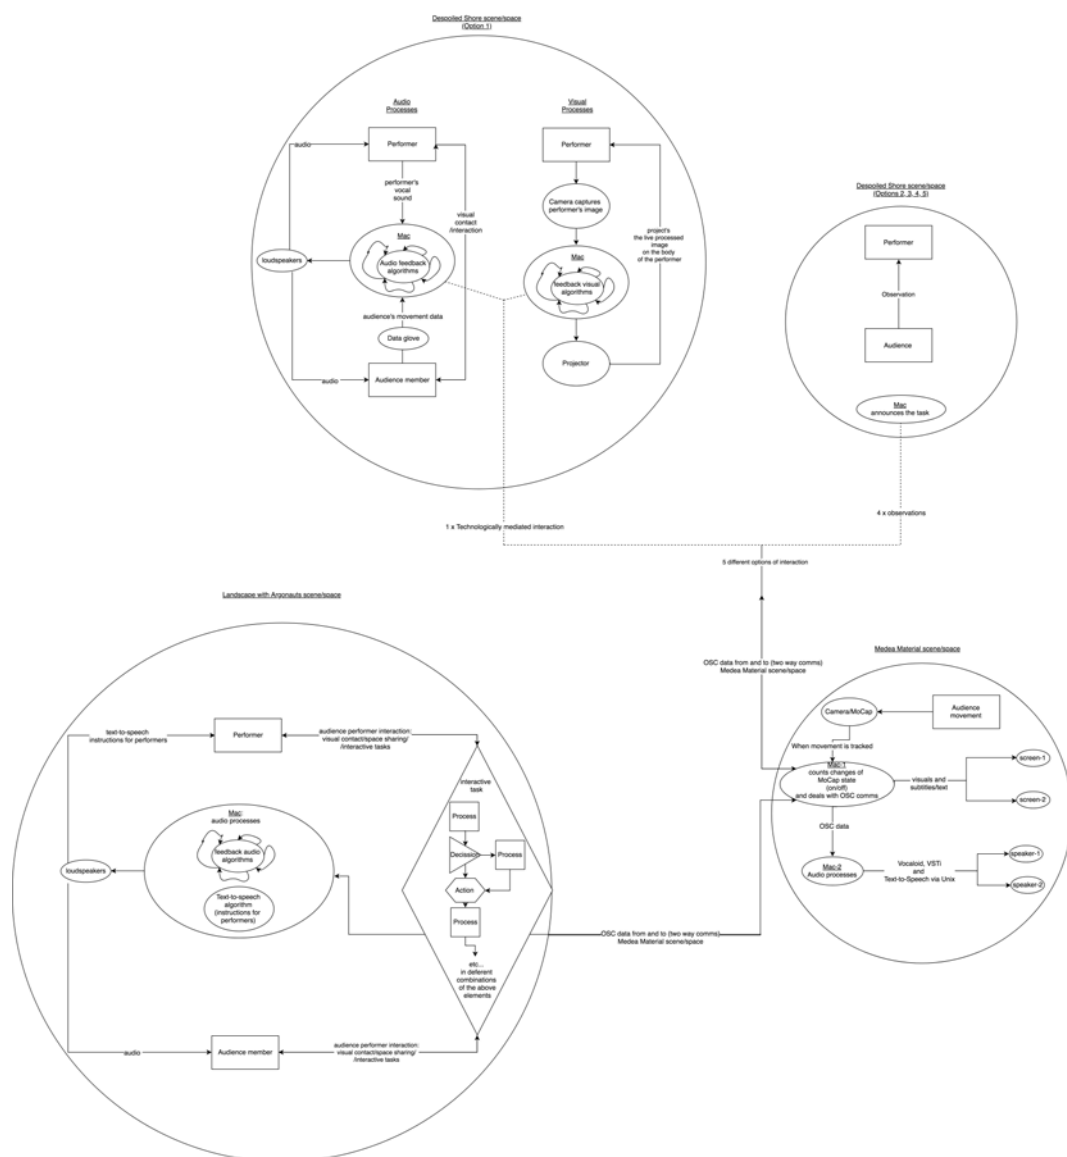 Despoiled Shore scene/space
(Option 1)
Audio
Processes
Visual
Processes
Performer
Performer
audio
performer's
vocal
sound
visual
contact
/interaction
Camera captures
performer's image
project's
the live processed
image
on the body
of the performer
Mac
Audio feedback
algorithms
loudspeakers
Mac
feedback visual
algorithms
audience's movement data
Data glove
Projector
audio
Audience member
Despoiled Shore scene/space
(Options 2, 3, 4, 5)
Performer
Observation
Audience
Mac
announces the task
1 x Technologically mediated interaction
4 x observations
5 different options of interaction
OSC data from and to (two way comms)
Medea Material scene/space
Landscape with Argonauts scene/space
text-to-speech
instructions for performers
Performer
audience performer interaction:
visual contact/space sharing/
/interactive tasks
interactive
task
Process
Decission
Process
Action
Process
etc...
in deferent
combinations
of the above
elements
Mac:
audio processes
feedback audio
algorithms
Text-to-speech
algorithm
(instructions for
performers)
loudspeakers
audio
Audience member
audience performer interaction:
visual contact/space sharing/
/interactive tasks
OSC data from and to (two way comms)
Medea Material scene/space
Medea Material scene/space
Camera/MoCap
Audience
movement
When movement is tracked
Mac-1
counts changes of
MoCap state
(on/off)
and deals with OSC comms
visuals and
subtitles/text
screen-1
screen-2
OSC data
Mac-2
Audio processes
Vocaloid, VSTi
and
Text-to-Speech via Unix
speaker-1
speaker-2